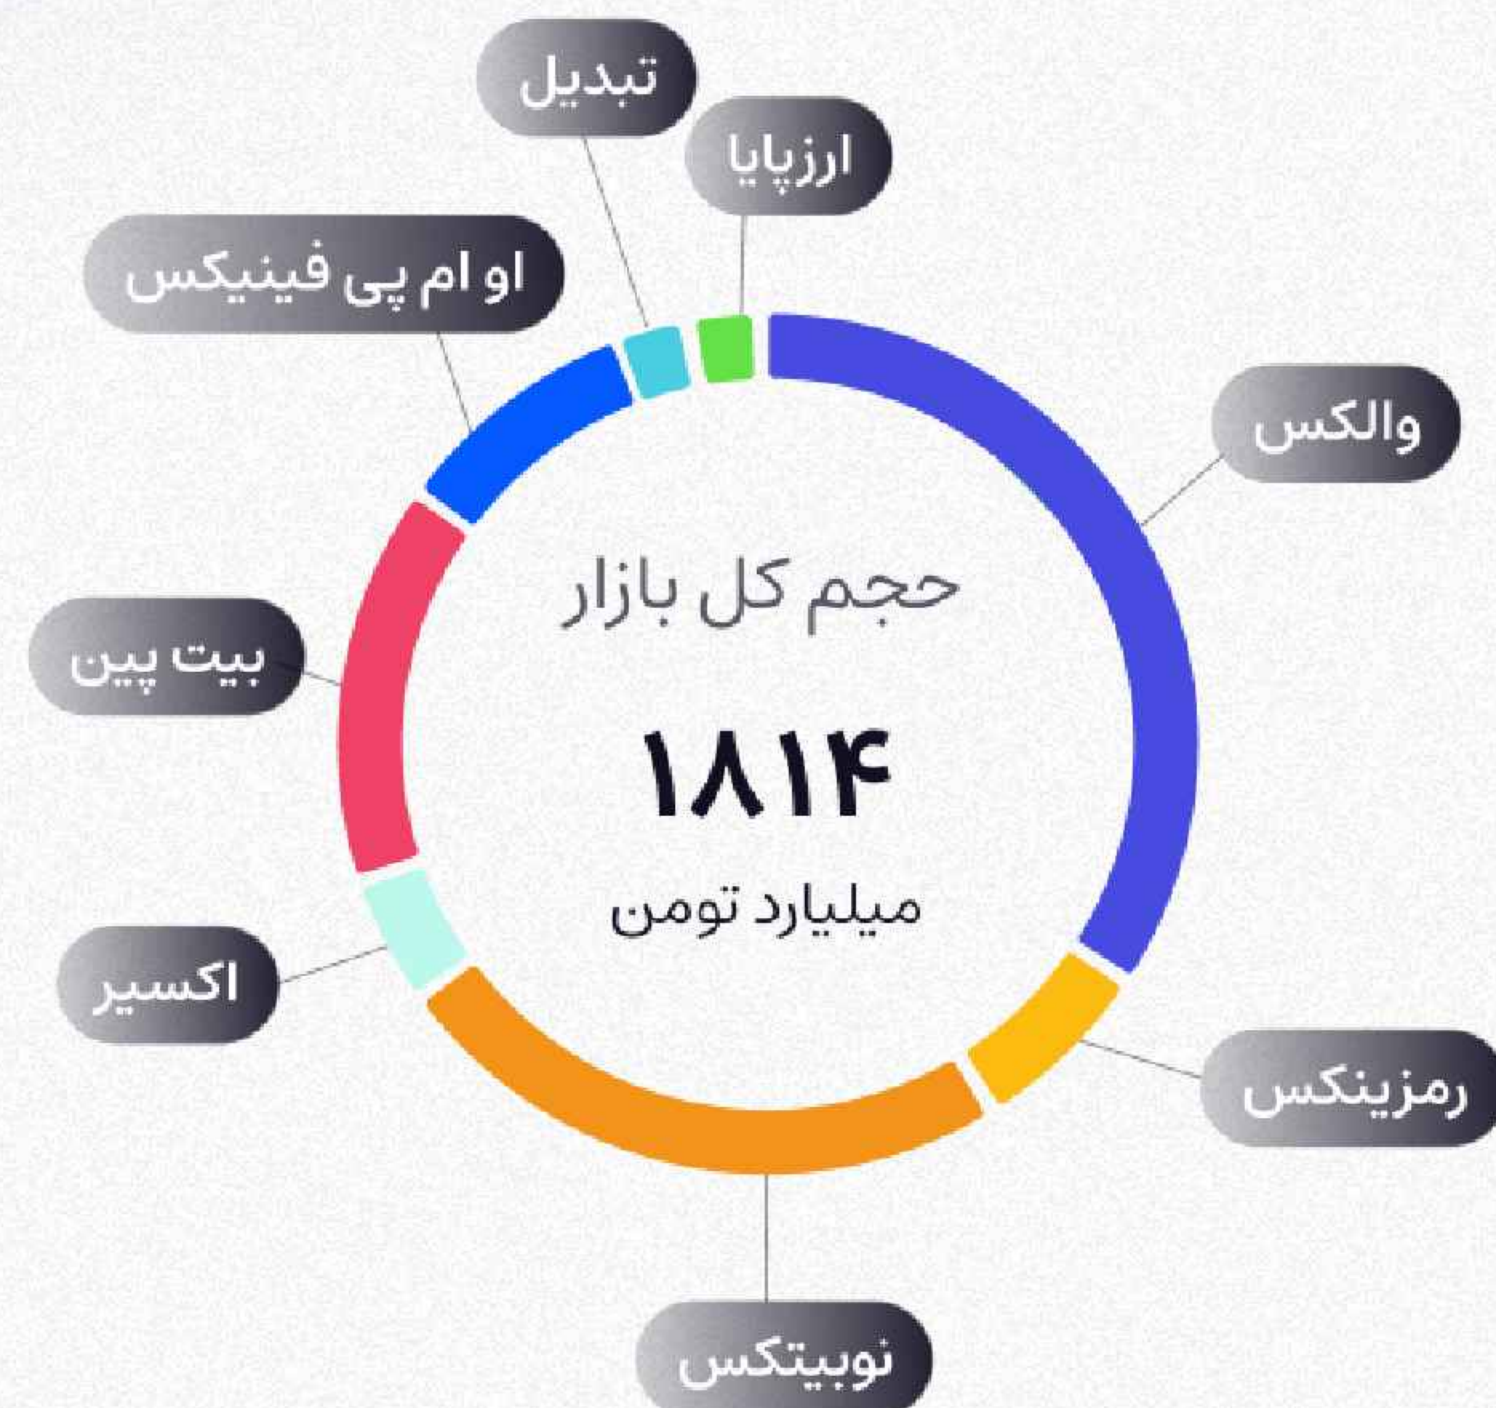 تبدیل
ارزپایا
او ام پی فینیکس
والکس
حجم کل بازار
بیت پین
۱۸۱۴
میلیارد تومن
اکسیر
رمزینکس
نوبیتکس